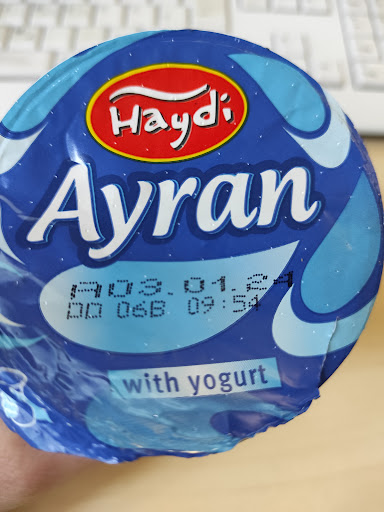 Haydi
Ayran
A03.01.24
DD 06B 09:54
with yogurt